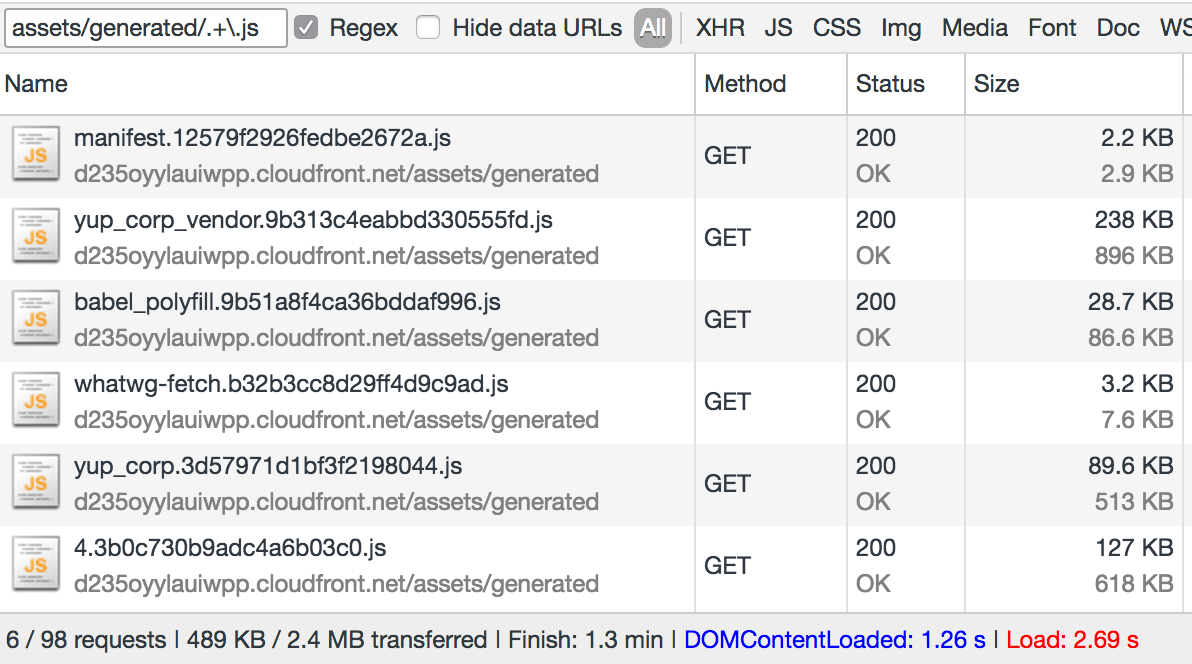 assets/generated/.+\.js Regex Hide data URLs All XHR JS CSS Img Media Font Doc WS
Name Method Status Size
JS manifest.12579f2926fedbe2672a.js GET 200 2.2 KB
d235oyylauiwpp.cloudfront.net/assets/generated OK 2.9 KB
JS yup_corp_vendor.9b313c4eabbd330555fd.js GET 200 238 KB
d235oyylauiwpp.cloudfront.net/assets/generated OK 896 KB
JS babel_polyfill.9b51a8f4ca36bddaf996.js GET 200 28.7 KB
d235oyylauiwpp.cloudfront.net/assets/generated OK 86.6 KB
JS whatwg-fetch.b32b3cc8d29ff4d9c9ad.js GET 200 3.2 KB
d235oyylauiwpp.cloudfront.net/assets/generated OK 7.6 KB
JS yup_corp.3d57971d1bf3f2198044.js GET 200 89.6 KB
d235oyylauiwpp.cloudfront.net/assets/generated OK 513 KB
JS 4.3b0c730b9adc4a6b03c0.js GET 200 127 KB
d235oyylauiwpp.cloudfront.net/assets/generated OK 618 KB
6 / 98 requests | 489 KB / 2.4 MB transferred | Finish: 1.3 min | DOMContentLoaded: 1.26 s | Load: 2.69 s